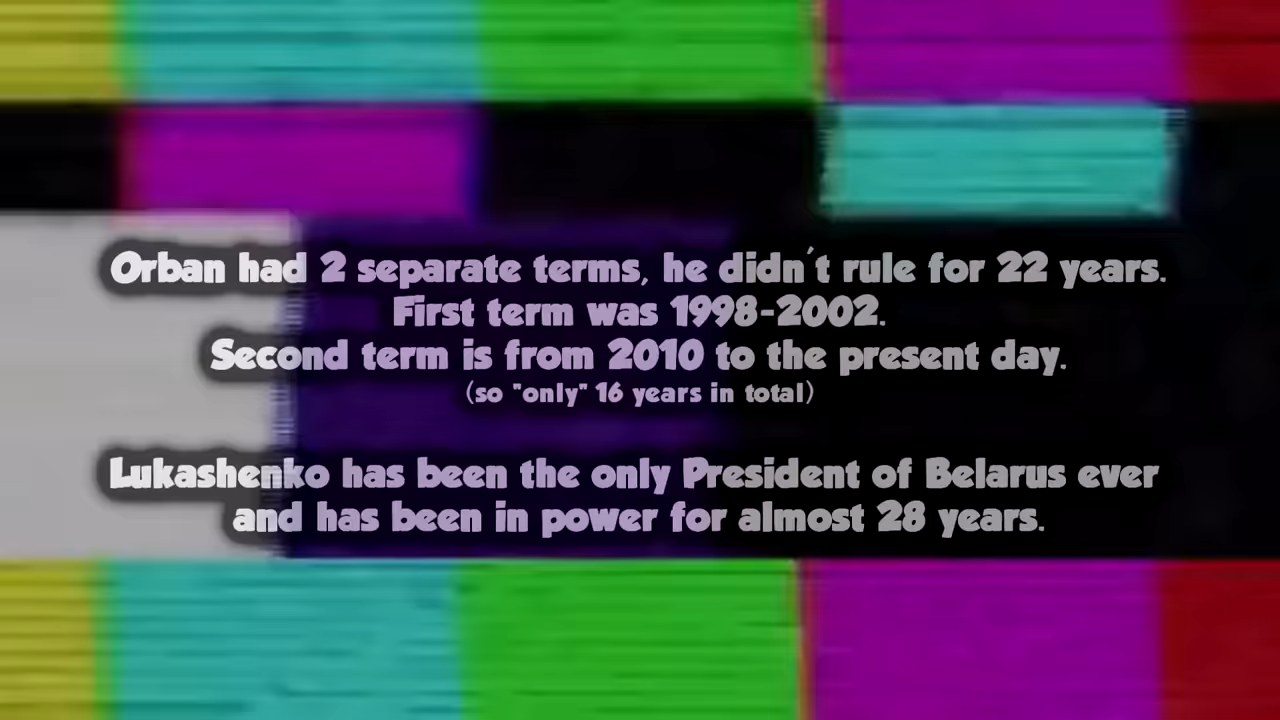 Orban had 2 separate terms, he didn't rule for 22 years.
First term was 1998-2002.
Second term is from 2010 to the present day.
(so "only" 16 years in total)
Lukashenko has been the only President of Belarus ever
and has been in power for almost 28 years.